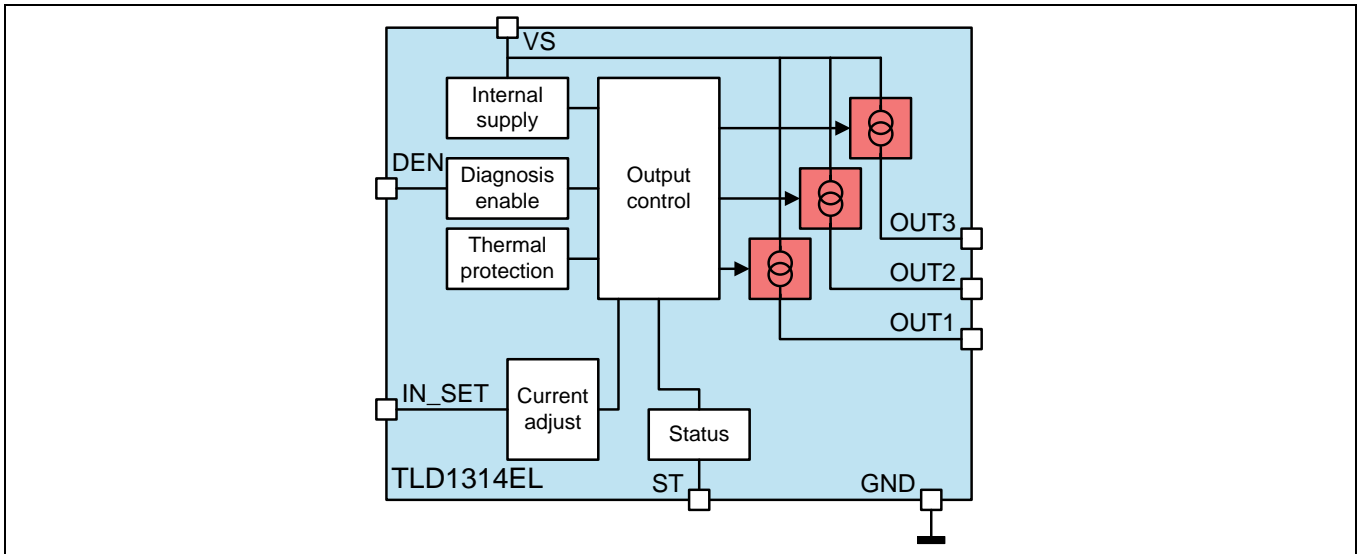 VS
Internal
supply
DEN
Diagnosis
enable
Output
control
Thermal
protection
OUT3
OUT2
OUT1
IN_SET
Current
adjust
Status
TLD1314EL
ST
GND